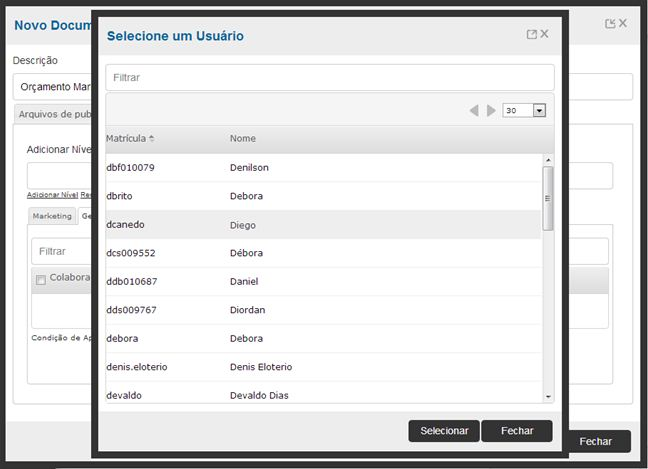 Novo Docum
Selecione um Usuário
Descrição
Orçamento Mar
Filtrar
Arquivos de pub
30
Matrícula Nome
Adicionar Níve
dbf010079 Denilson
dbrito Debora
Adicionar Nível
Marketing
dcanedo Diego
Filtrar
dcs009552 Débora
Colabora
ddb010687 Daniel
dds009767 Diordan
Condição de Ap
debora Debora
denis.eloterio Denis Eloterio
devaldo Devaldo Dias
Selecionar Fechar
Fechar